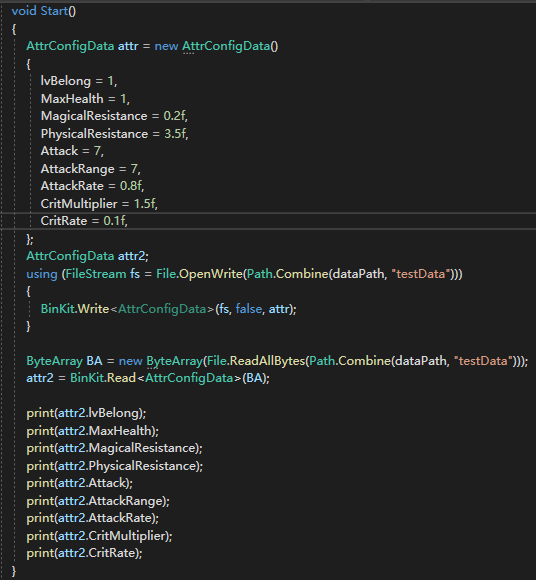 void Start()
{
AttrConfigData attr = new AttrConfigData()
{
lvBelong = 1,
MaxHealth = 1,
MagicalResistance = 0.2f,
PhysicalResistance = 3.5f,
Attack = 7,
AttackRange = 7,
AttackRate = 0.8f,
CritMultiplier = 1.5f,
CritRate = 0.1f,
};
AttrConfigData attr2;
using (FileStream fs = File.OpenWrite(Path.Combine(dataPath, "testData")))
{
BinKit.Write<AttrConfigData>(fs, false, attr);
}
ByteArray BA = new ByteArray(File.ReadAllBytes(Path.Combine(dataPath, "testData")));
attr2 = BinKit.Read<AttrConfigData>(BA);
print(attr2.lvBelong);
print(attr2.MaxHealth);
print(attr2.MagicalResistance);
print(attr2.PhysicalResistance);
print(attr2.Attack);
print(attr2.AttackRange);
print(attr2.AttackRate);
print(attr2.CritMultiplier);
print(attr2.CritRate);
}